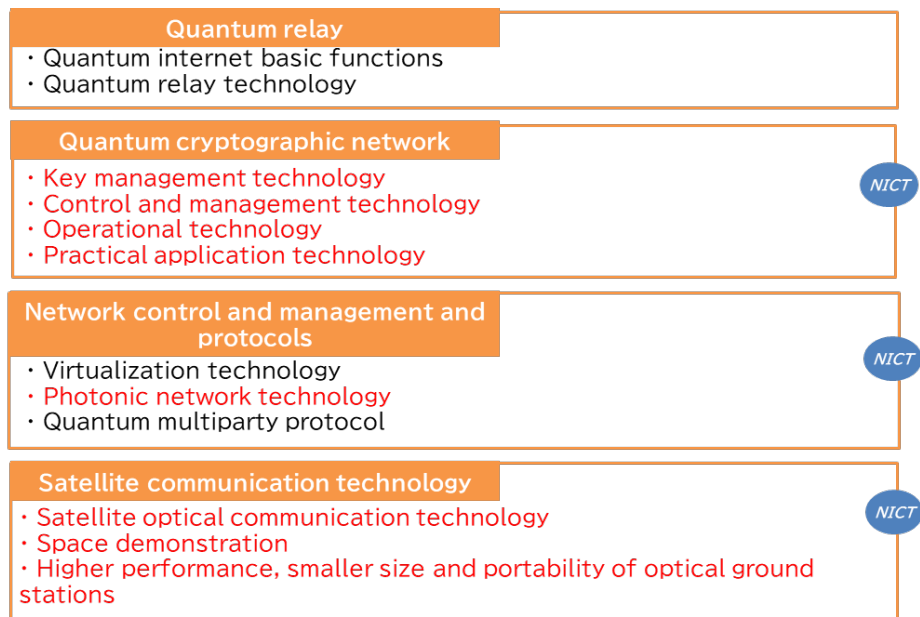 Quantum relay
・Quantum internet basic functions
・Quantum relay technology
Quantum cryptographic network
・Key management technology
・Control and management technology
・Operational technology
・Practical application technology
NICT
Network control and management and
protocols
・Virtualization technology
・Photonic network technology
・Quantum multiparty protocol
NICT
Satellite communication technology
・Satellite optical communication technology
・Space demonstration
・Higher performance, smaller size and portability of optical ground
stations
NICT